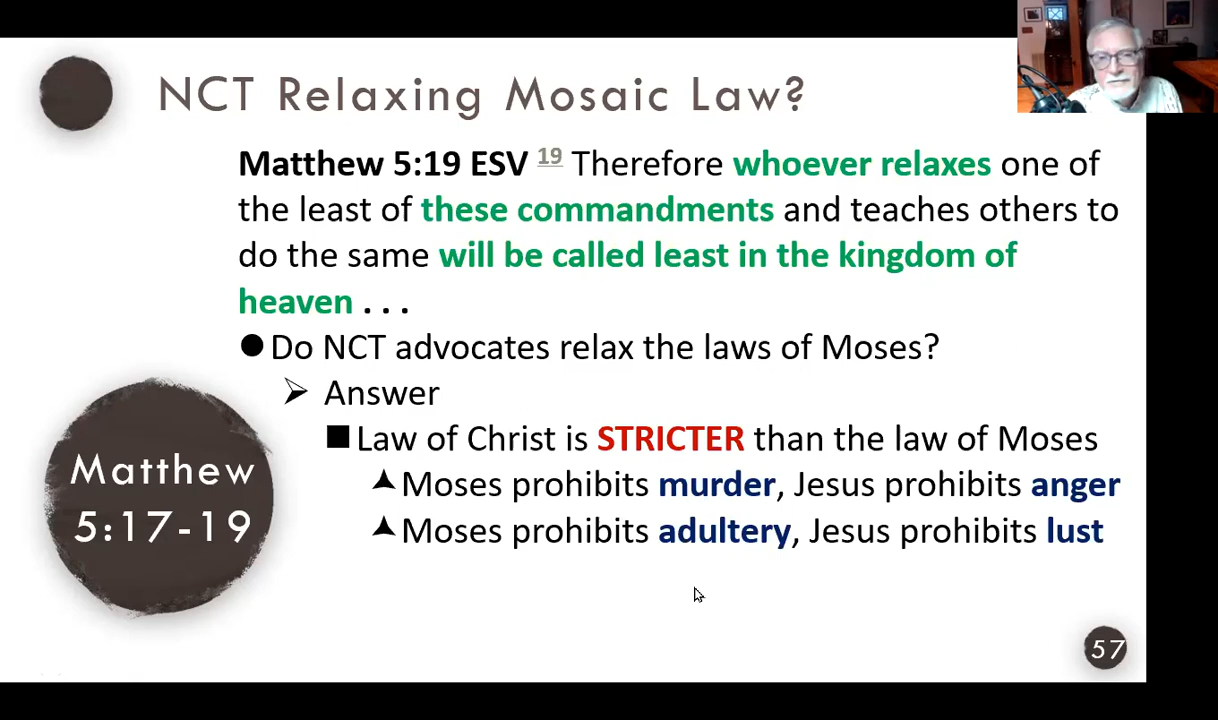 NCT Relaxing Mosaic Law?
Matthew 5:19 ESV 19 Therefore whoever relaxes one of
the least of these commandments and teaches others to
do the same will be called least in the kingdom of
heaven . . .
● Do NCT advocates relax the laws of Moses?
➢ Answer
■ Law of Christ is STRICTER than the law of Moses
Moses prohibits murder, Jesus prohibits anger
Moses prohibits adultery, Jesus prohibits lust
Matthew
5:17-19
57